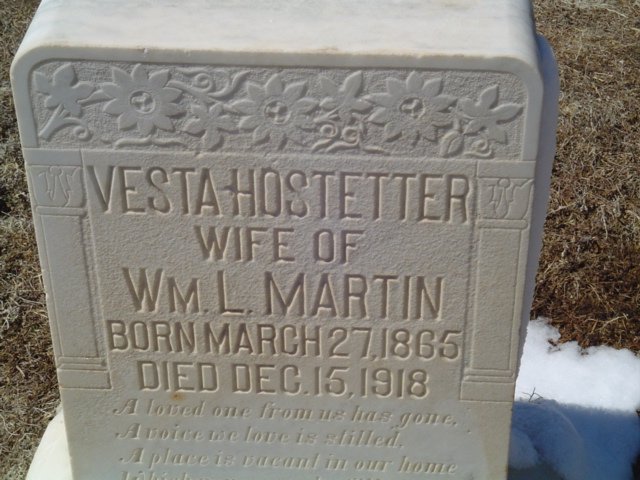 VESTA HOSTETTER
WIFE OF
WM. L. MARTIN
BORN MARCH 27, 1865
DIED DEC. 15, 1918
A loved one from us has gone,
A voice we love is stilled,
A place is vacant in our home